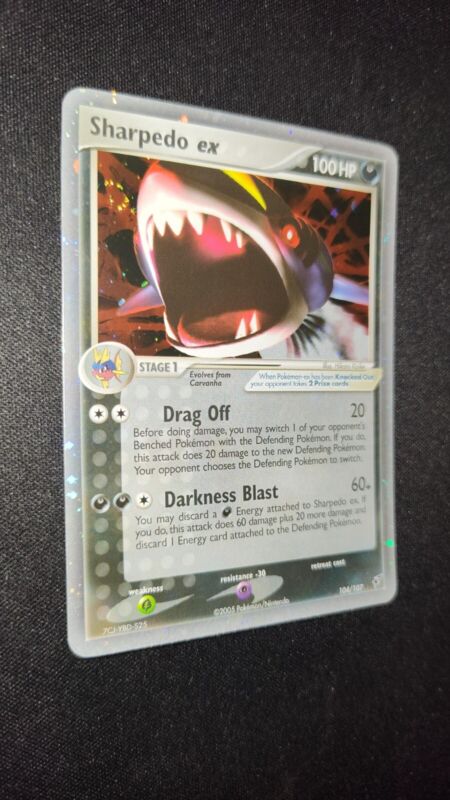 Sharpedo ex
100 HP
STAGE 1
Evolves from
Carvanha
When Pokémon-ex has been Knocked Out,
your opponent takes 2 Prize cards.
Drag Off 20
Before doing damage, you may switch 1 of your opponent's
Benched Pokémon with the Defending Pokémon. If you do,
this attack does 20 damage to the new Defending Pokémon.
Your opponent chooses the Defending Pokémon to switch.
Darkness Blast 60+
You may discard a Energy attached to Sharpedo ex. If
you do, this attack does 60 damage plus 20 more damage and
discard 1 Energy card attached to the Defending Pokémon.
weakness
resistance -30
retreat cost
7CJ-YBD-S25
©2005 Pokémon/Nintendo
104/107